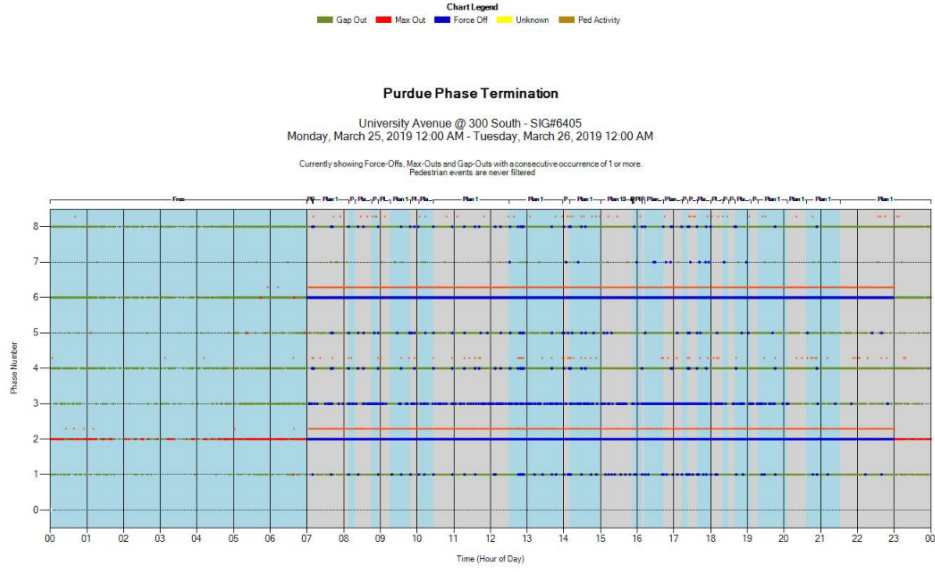 Chart Legend
Gap Out Max Out Force Off Unknown Ped Activity
Purdue Phase Termination
University Avenue @ 300 South - SIG#6405
Monday, March 25, 2019 12:00 AM - Tuesday, March 26, 2019 12:00 AM
Currently showing Force-Offs, Max-Outs and Gap-Outs with a consecutive occurrence of 1 or more.
Pedestrian events are never filtered
Free Plan 1 Plan 1 Plan 1 Plan 1 Plan 1 Plan 1 Plan 1 Plan 1 Plan 1
8
7
6
5
4
3
2
1
0
Phase Number
00 01 02 03 04 05 06 07 08 09 10 11 12 13 14 15 16 17 18 19 20 21 22 23 00
Time (Hour of Day)